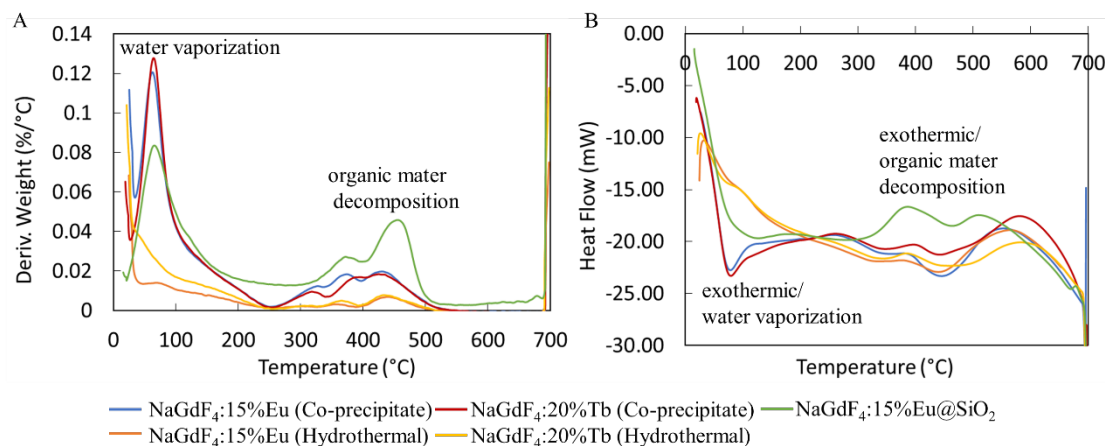 A
B
0.14
0.12
0.10
0.08
0.06
0.04
0.02
0
Deriv. Weight (%/°C)
water vaporization
organic mater
decomposition
0 100 200 300 400 500 600 700
Temperature (°C)
0.00
-5.00
-10.00
-15.00
-20.00
-25.00
-30.00
Heat Flow (mW)
0 100 200 300 400 500 600 700
exothermic/
organic mater
decomposition
exothermic/
water vaporization
Temperature (°C)
NaGdF₄:15%Eu (Co-precipitate) NaGdF₄:20%Tb (Co-precipitate) NaGdF₄:15%Eu@SiO₂
NaGdF₄:15%Eu (Hydrothermal) NaGdF₄:20%Tb (Hydrothermal)